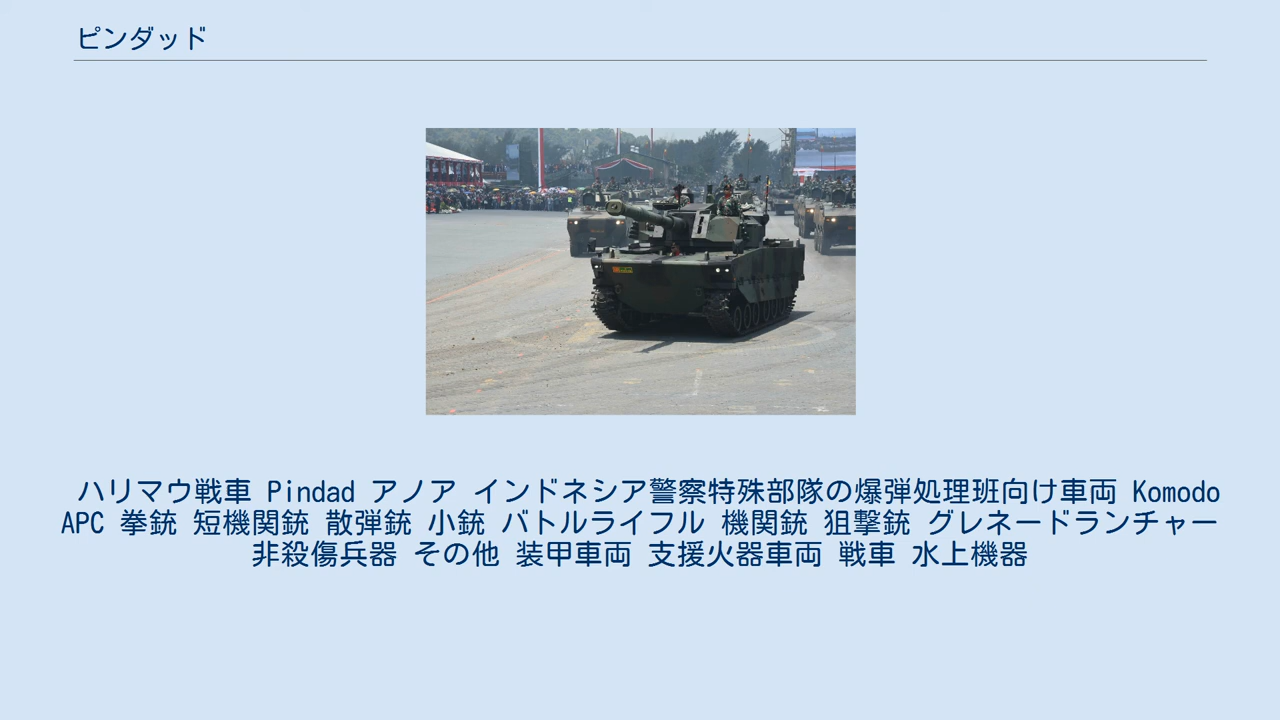 ピンダッド
ハリマウ戦車 Pindad アノア インドネシア警察特殊部隊の爆弾処理班向け車両 Komodo
APC 拳銃 短機関銃 散弾銃 小銃 バトルライフル 機関銃 狙撃銃 グレネードランチャー
非殺傷兵器 その他 装甲車両 支援火器車両 戦車 水上機器